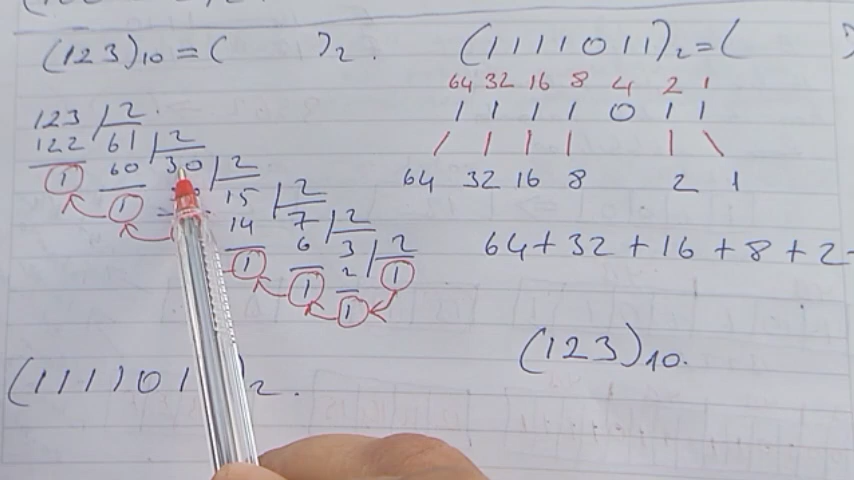 (123)10 = (        )2.
123 / 2
122 61 / 2
1 60 30 / 2
1 15 / 2
14 7 / 2
1 6 3 / 2
1 2 1
1
(111101 )2.
(1111011)2 = (        )
64 32 16 8 4 2 1
1 1 1 1 0 1 1
64 32 16 8 2 1
64 + 32 + 16 + 8 + 2
(123)10.